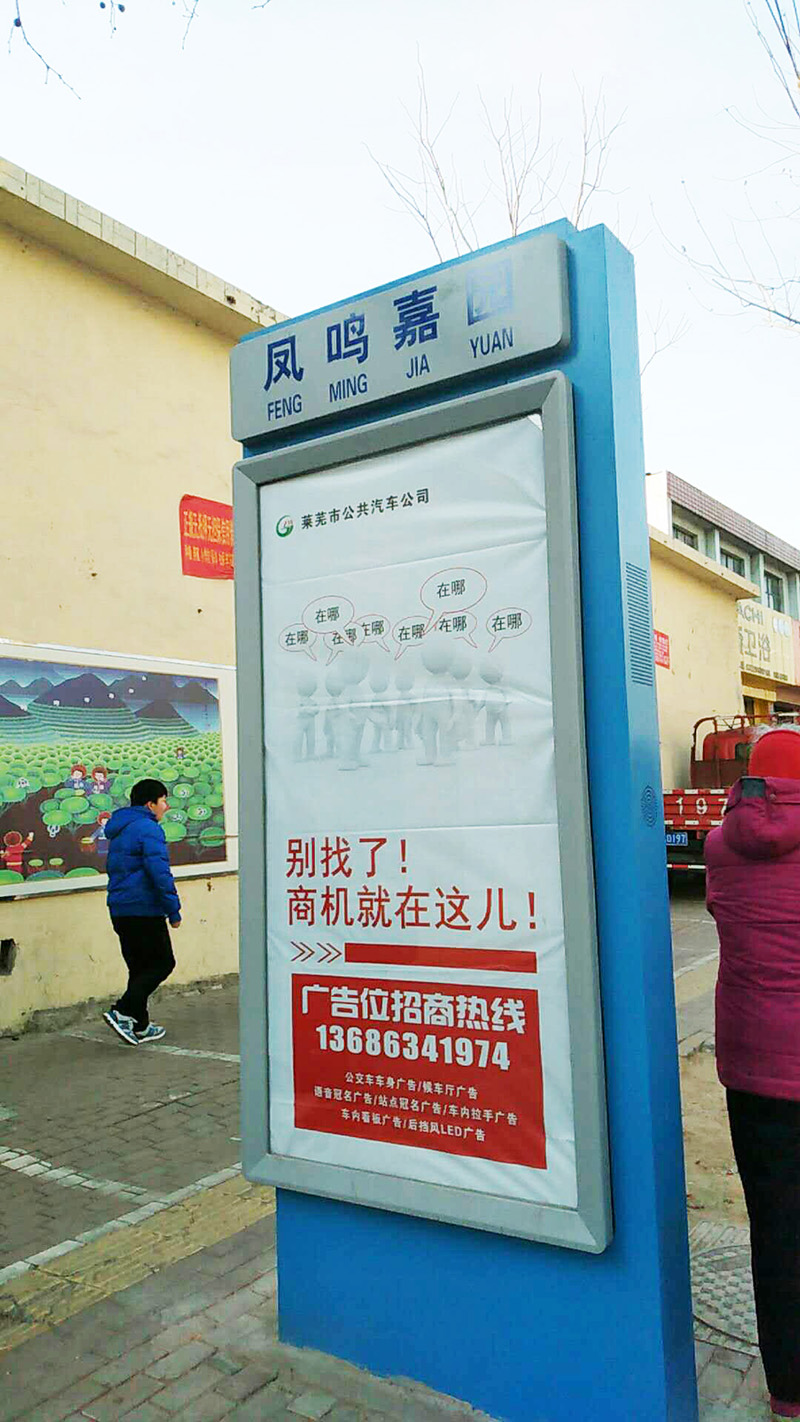 凤鸣嘉园
FENG MING JIA YUAN
莱芜市公共汽车公司
在哪
在哪
在哪
在哪
在哪
在哪
在哪
在哪
别找了！
商机就在这儿！
广告位招商热线
13686341974
公交车车身广告/候车厅广告
语音冠名广告/站点冠名广告/车内拉手广告
车内看板广告/后挡风LED广告
卫浴
197